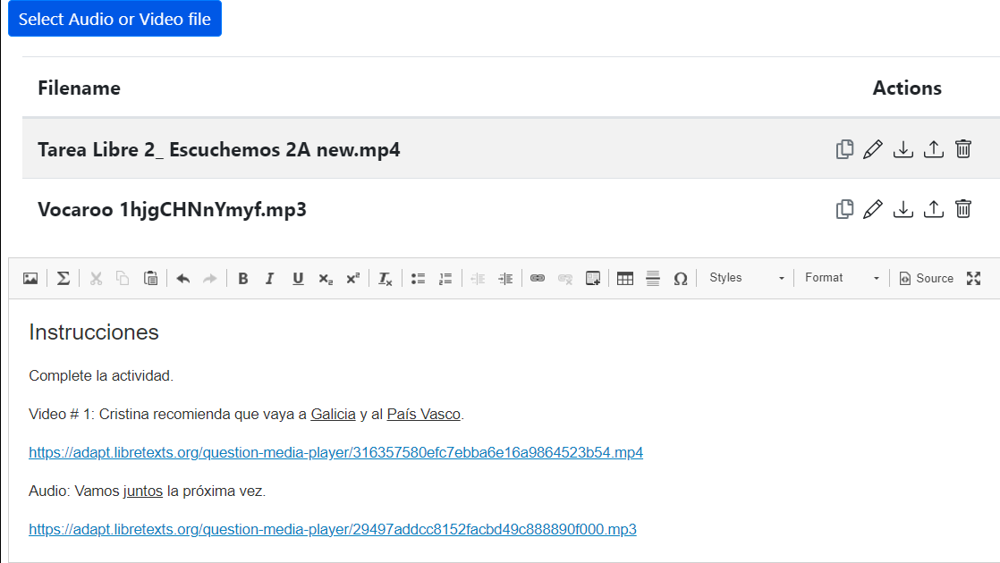 Select Audio or Video file
Filename Actions
Tarea Libre 2_ Escuchemos 2A new.mp4
Vocaroo 1hjgCHNnYmyf.mp3
Styles Format Source
Instrucciones
Complete la actividad.
Video # 1: Cristina recomienda que vaya a Galicia y al País Vasco.
https://adapt.libretexts.org/question-media-player/316357580efc7ebba6e16a9864523b54.mp4
Audio: Vamos juntos la próxima vez.
https://adapt.libretexts.org/question-media-player/29497addcc8152facbd49c888890f000.mp3